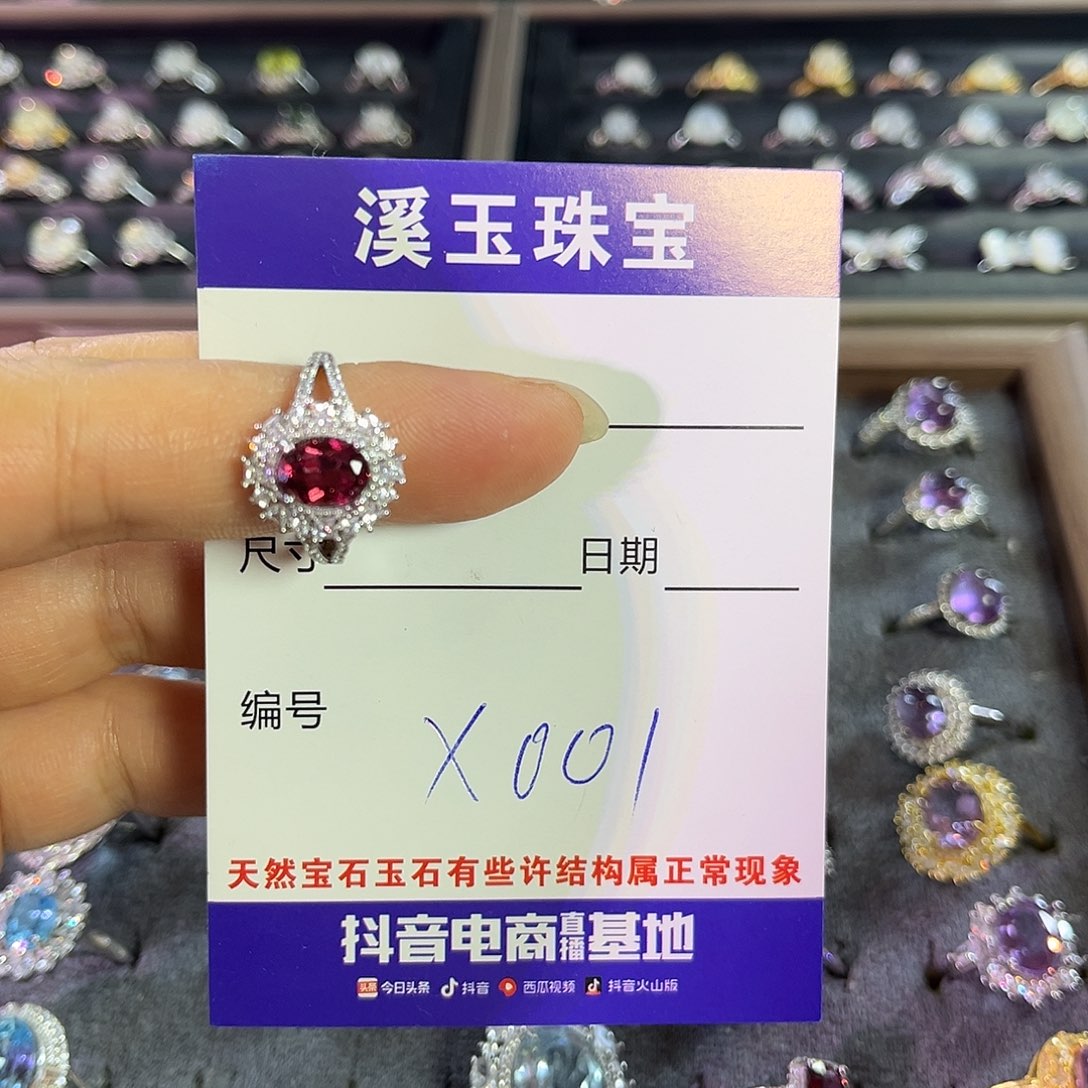 溪玉珠宝
尺寸 日期
编号 X001
天然宝石玉石有些许结构属正常现象
抖音电商直播基地
头条 今日头条 抖音 西瓜视频 抖音火山版